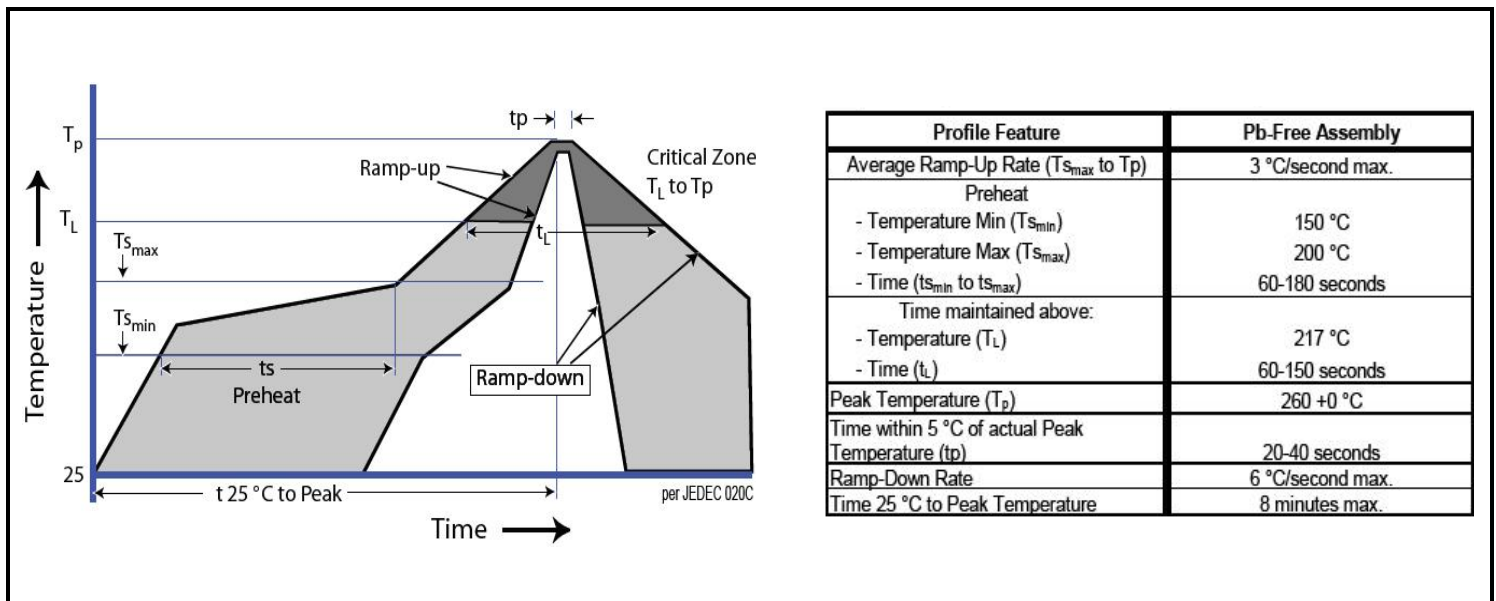 tp
Tp
Ramp-up
Critical Zone
TL to Tp
TL
tL
Tsmax
Tsmin
ts
Preheat
Ramp-down
25
t 25 °C to Peak
per JEDEC 020C
Temperature
Time
Profile Feature Pb-Free Assembly
Average Ramp-Up Rate (Tsmax to Tp) 3 °C/second max.
Preheat
- Temperature Min (Tsmin) 150 °C
- Temperature Max (Tsmax) 200 °C
- Time (tsmin to tsmax) 60-180 seconds
Time maintained above:
- Temperature (TL) 217 °C
- Time (tL) 60-150 seconds
Peak Temperature (Tp) 260 +0 °C
Time within 5 °C of actual Peak
Temperature (tp) 20-40 seconds
Ramp-Down Rate 6 °C/second max.
Time 25 °C to Peak Temperature 8 minutes max.